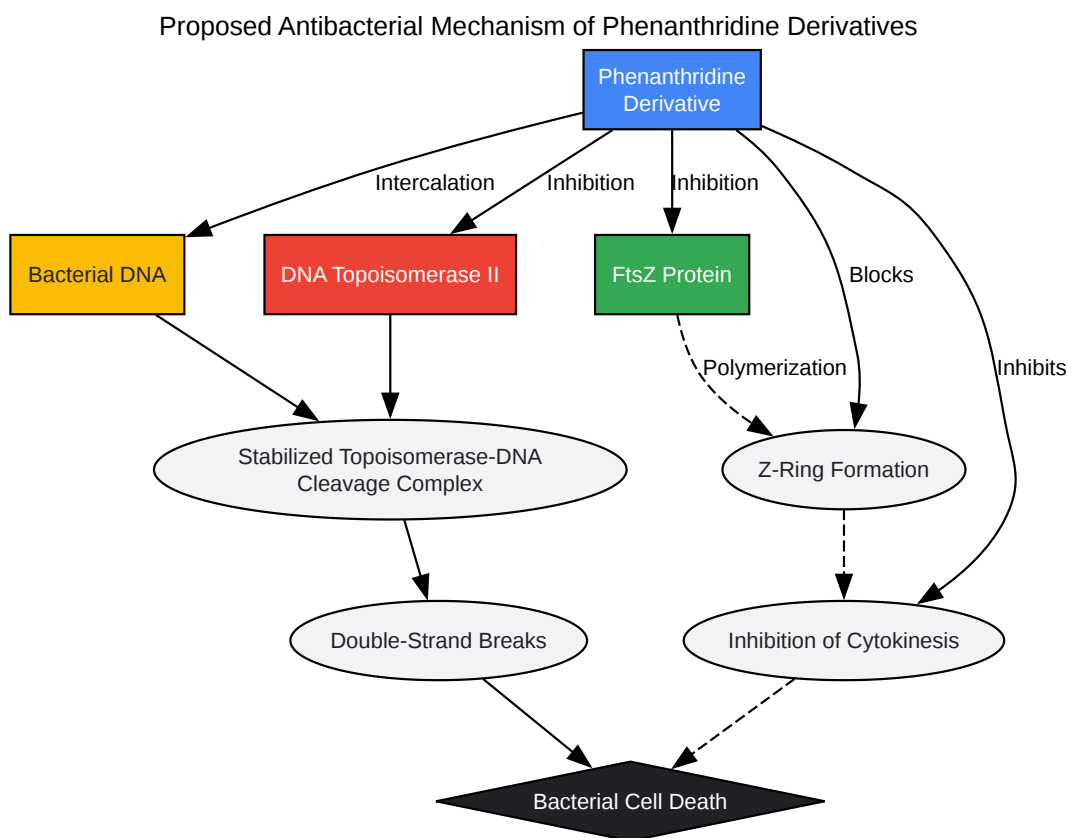 Proposed Antibacterial Mechanism of Phenanthridine Derivatives
Phenanthridine
Derivative
Intercalation
Inhibition
Inhibition
Bacterial DNA
DNA Topoisomerase II
FtsZ Protein
Blocks
Polymerization
Inhibits
Stabilized Topoisomerase-DNA
Cleavage Complex
Z-Ring Formation
Double-Strand Breaks
Inhibition of Cytokinesis
Bacterial Cell Death